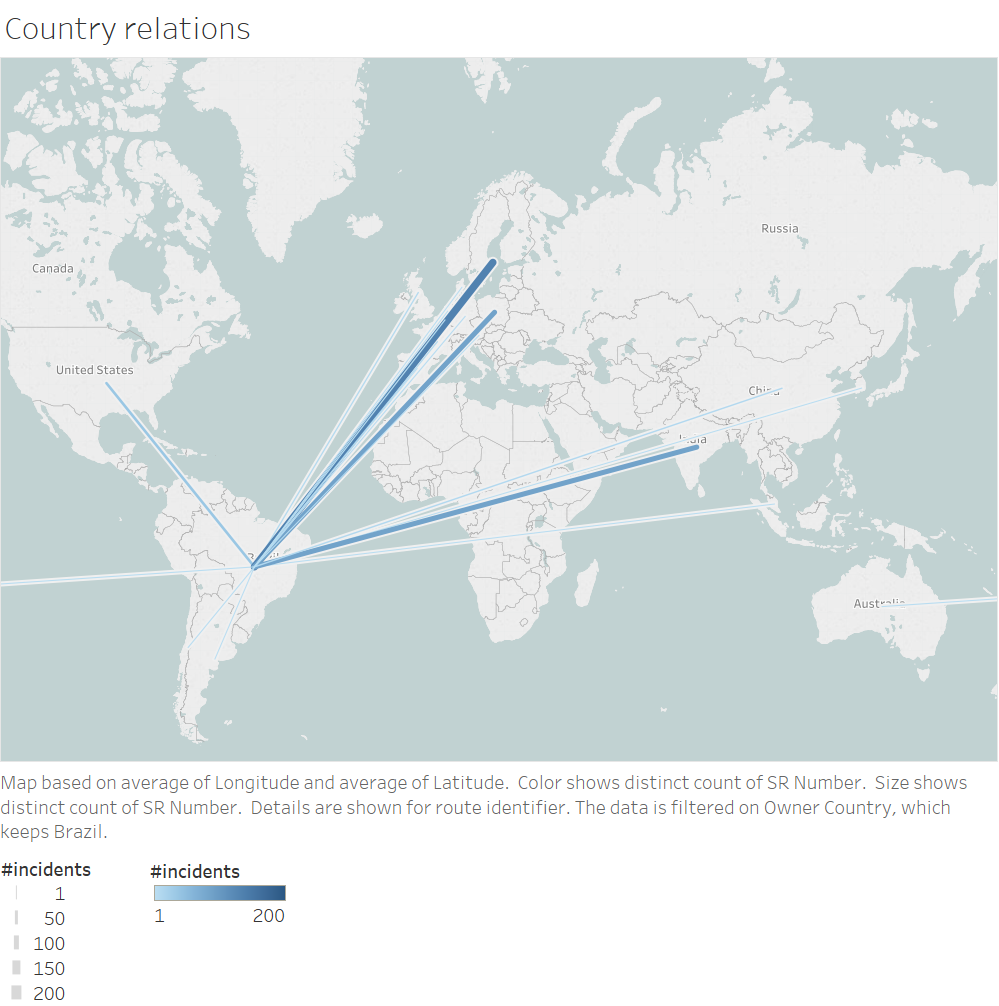 Country relations
Russia
Canada
United States
China
India
Brazil
Australia
Map based on average of Longitude and average of Latitude.  Color shows distinct count of SR Number.  Size shows
distinct count of SR Number.  Details are shown for route identifier. The data is filtered on Owner Country, which
keeps Brazil.
#incidents
1
50
100
150
200
#incidents
1 200